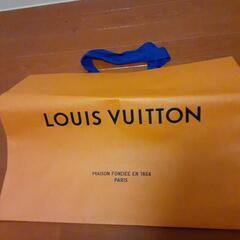 LOUIS VUITTON
MAISON FONDÉE EN 1854
PARIS